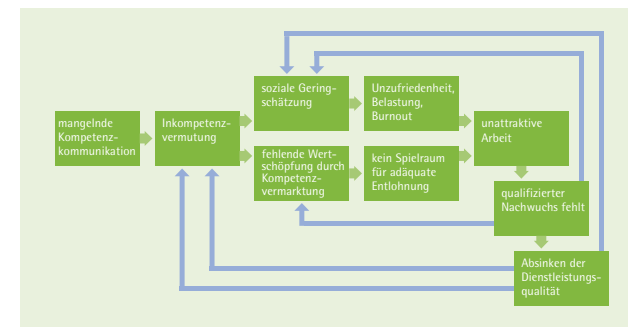 mangelnde
Kompetenz-
kommunikation
Inkompetenz-
vermutung
soziale Gering-
schätzung
Unzufriedenheit,
Belastung,
Burnout
fehlende Wert-
schöpfung durch
Kompetenz-
vermarktung
kein Spielraum
für adäquate
Entlohnung
unattraktive
Arbeit
qualifizierter
Nachwuchs fehlt
Absinken der
Dienstleistungs-
qualität